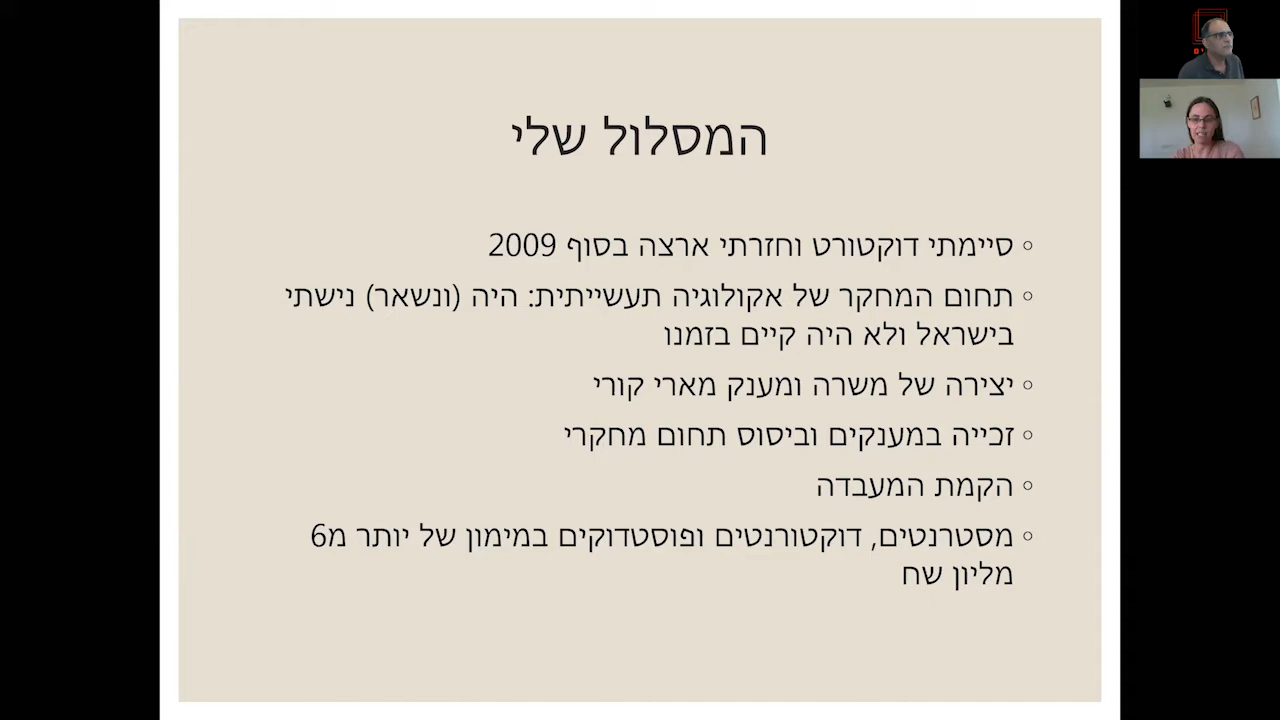 המסלול שלי
סיימתי דוקטורט וחזרתי ארצה בסוף 2009
תחום המחקר של אקולוגיה תעשייתית: היה (ונשאר) נישתי
בישראל ולא היה קיים בזמנו
יצירה של משרה ומענק מארי קורי
זכייה במענקים וביסוס תחום מחקרי
הקמת המעבדה
מסטרנטים, דוקטורנטים ופוסטדוקים במימון של יותר מ6
מליון שח